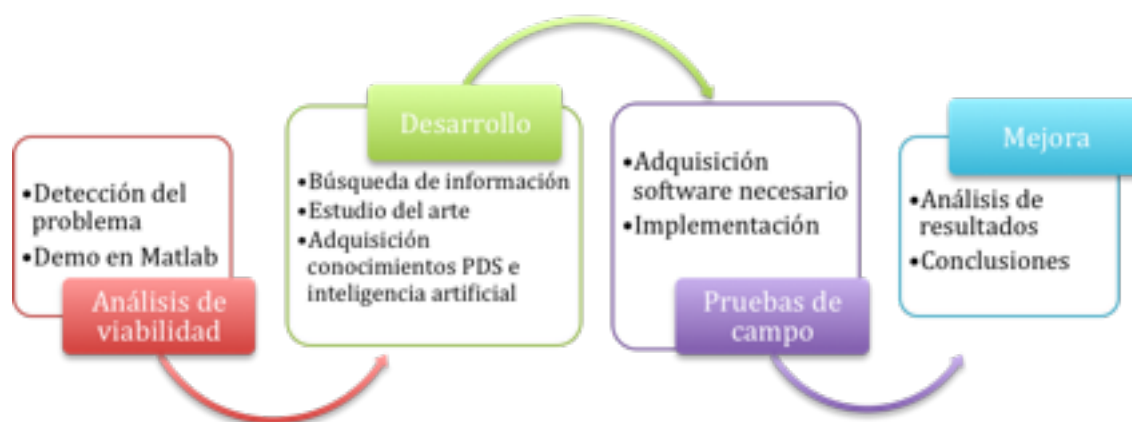 •Detección del
problema
•Demo en Matlab
Análisis de
viabilidad
Desarrollo
•Búsqueda de información
•Estudio del arte
•Adquisición
conocimientos PDS e
inteligencia artificial
•Adquisición
software necesario
•Implementación
Pruebas de
campo
Mejora
•Análisis de
resultados
•Conclusiones